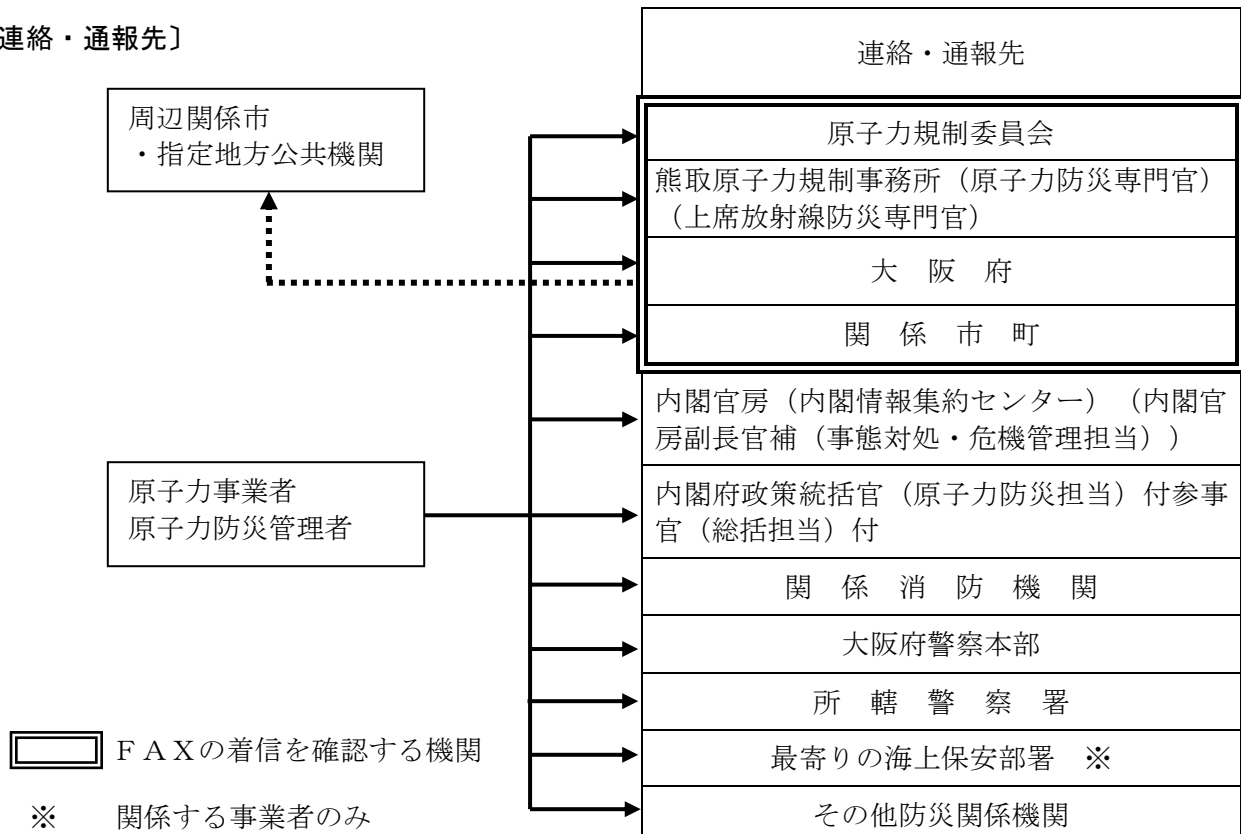 連絡・通報先〕
連絡・通報先
周辺関係市
・指定地方公共機関
原子力規制委員会
熊取原子力規制事務所（原子力防災専門官）
（上席放射線防災専門官）
大　阪　府
関　係　市　町
内閣官房（内閣情報集約センター）（内閣官
房副長官補（事態対処・危機管理担当））
原子力事業者
原子力防災管理者
内閣府政策統括官（原子力防災担当）付参事
官（総括担当）付
関　係　消　防　機　関
大阪府警察本部
所　轄　警　察　署
ＦＡＸの着信を確認する機関
最寄りの海上保安部署　※
※　関係する事業者のみ
その他防災関係機関